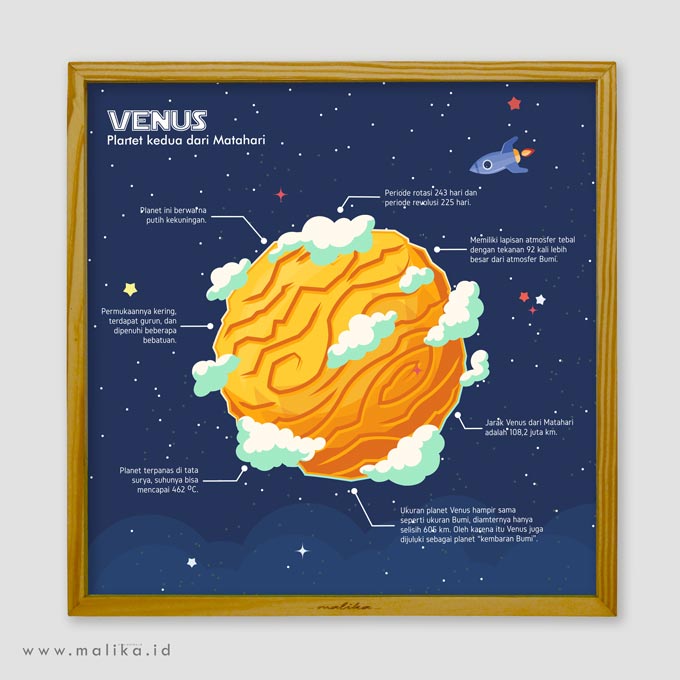 VENUS
Planet kedua dari Matahari
Periode rotasi 243 hari dan
periode revolusi 225 hari.
Planet ini berwarna
putih kekuningan.
Memiliki lapisan atmosfer tebal
dengan tekanan 92 kali lebih
besar dari atmosfer Bumi.
Permukaannya kering,
terdapat gurun, dan
dipenuhi beberapa
bebatuan.
Jarak Venus dari Matahari
adalah 108,2 juta km.
Planet terpanas di tata
surya, suhunya bisa
mencapai 462 °C.
Ukuran planet Venus hampir sama
seperti ukuran Bumi, diamternya hanya
selisih 605 km. Oleh karena itu Venus juga
dijuluki sebagai planet "kembaran Bumi".
malika
www.malika.id